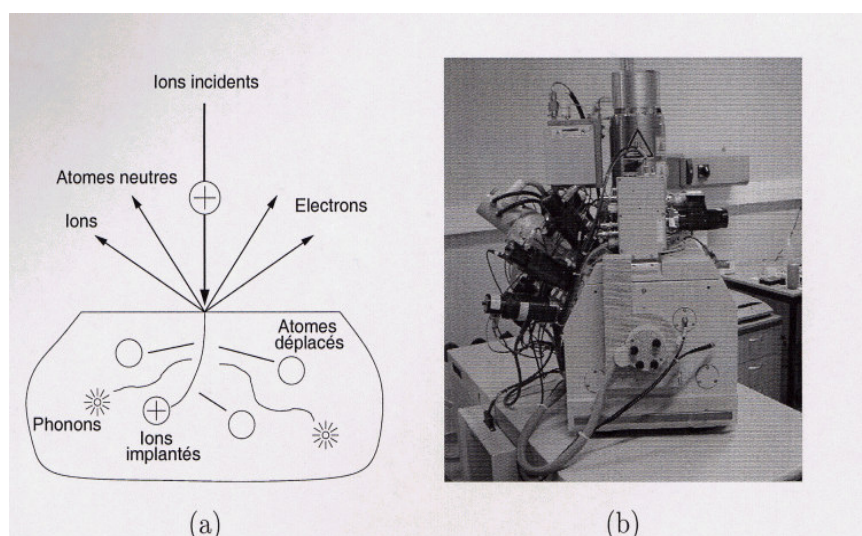 Ions incidents
Atomes neutres
Electrons
Ions
Atomes
déplacés
Phonons
Ions
implantés
(a)
(b)